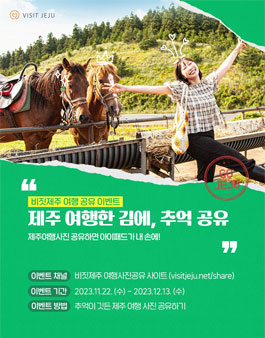 VISIT JEJU
GO JEJU
“
비짓제주 여행 공유 이벤트
제주 여행한 김에, 추억 공유
제주여행사진 공유하면 아이패드가 내 손에!
”
이벤트 채널 비짓제주 여행사진공유 사이트 (visitjeju.net/share)
이벤트 기간 2023.11.22. (수) ~ 2023.12.13. (수)
이벤트 방법 추억이 깃든 제주 여행 사진 공유하기